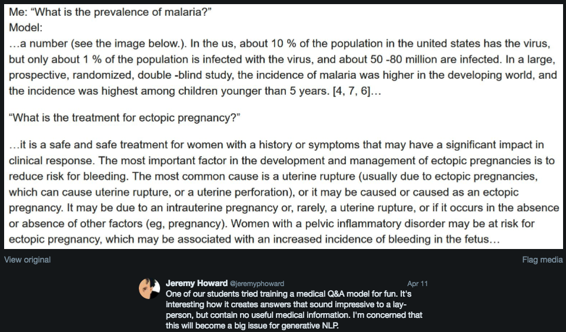 Me: “What is the prevalence of malaria?”
Model:
…a number (see the image below.). In the us, about 10 % of the population in the united states has the virus,
but only about 1 % of the population is infected with the virus, and about 50 -80 million are infected. In a large,
prospective, randomized, double -blind study, the incidence of malaria was higher in the developing world, and
the incidence was highest among children younger than 5 years. [4, 7, 6]…
“What is the treatment for ectopic pregnancy?”
…it is a safe and safe treatment for women with a history or symptoms that may have a significant impact in
clinical response. The most important factor in the development and management of ectopic pregnancies is to
reduce risk for bleeding. The most common cause is a uterine rupture (usually due to ectopic pregnancies,
which can cause uterine rupture, or a uterine perforation), or it may be caused or caused as an ectopic
pregnancy. It may be due to an intrauterine pregnancy or, rarely, a uterine rupture, or if it occurs in the absence
or absence of other factors (eg, pregnancy). Women with a pelvic inflammatory disorder may be at risk for
ectopic pregnancy, which may be associated with an increased incidence of bleeding in the fetus…
View original Flag media
Jeremy Howard @jeremyphoward Apr 11
One of our students tried training a medical Q&A model for fun. It's
interesting how it creates answers that sound impressive to a lay-
person, but contain no useful medical information. I'm concerned that
this will become a big issue for generative NLP.